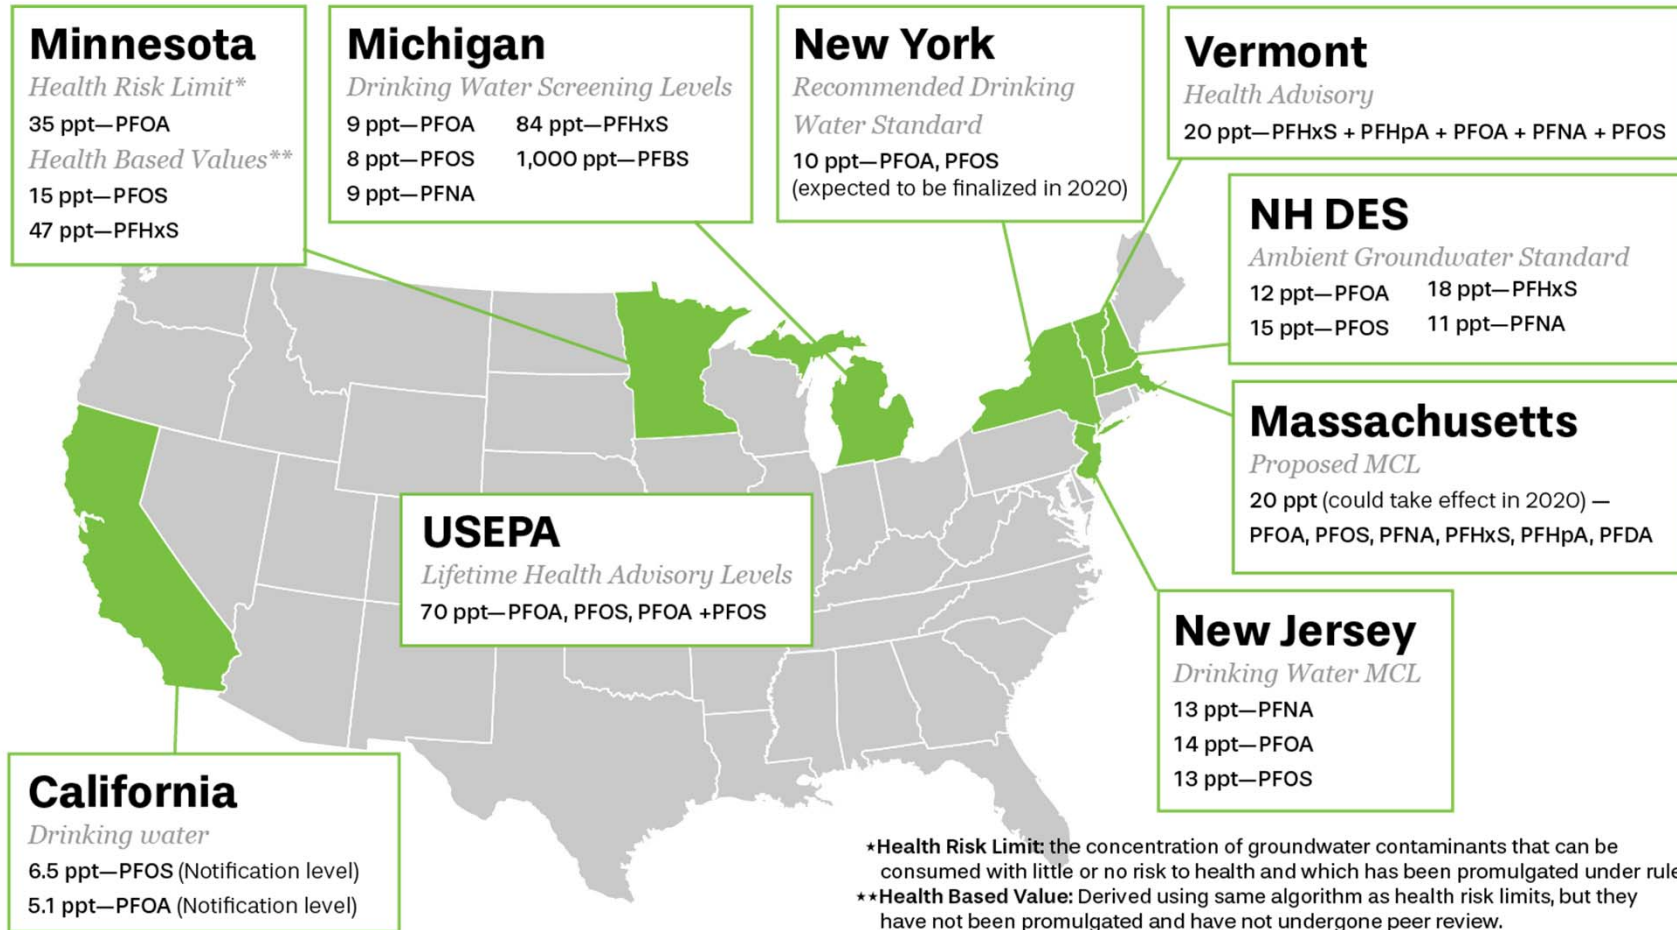 Minnesota
Health Risk Limit*
35 ppt—PFOA
Health Based Values**
15 ppt—PFOS
47 ppt—PFHxS
Michigan
Drinking Water Screening Levels
9 ppt—PFOA 84 ppt—PFHxS
8 ppt—PFOS 1,000 ppt—PFBS
9 ppt—PFNA
New York
Recommended Drinking
Water Standard
10 ppt—PFOA, PFOS
(expected to be finalized in 2020)
Vermont
Health Advisory
20 ppt—PFHxS + PFHpA + PFOA + PFNA + PFOS
NH DES
Ambient Groundwater Standard
12 ppt—PFOA 18 ppt—PFHxS
15 ppt—PFOS 11 ppt—PFNA
Massachusetts
Proposed MCL
20 ppt (could take effect in 2020) —
PFOA, PFOS, PFNA, PFHxS, PFHpA, PFDA
USEPA
Lifetime Health Advisory Levels
70 ppt—PFOA, PFOS, PFOA +PFOS
New Jersey
Drinking Water MCL
13 ppt—PFNA
14 ppt—PFOA
13 ppt—PFOS
California
Drinking water
6.5 ppt—PFOS (Notification level)
5.1 ppt—PFOA (Notification level)
*Health Risk Limit: the concentration of groundwater contaminants that can be
consumed with little or no risk to health and which has been promulgated under rule
**Health Based Value: Derived using same algorithm as health risk limits, but they
have not been promulgated and have not undergone peer review.